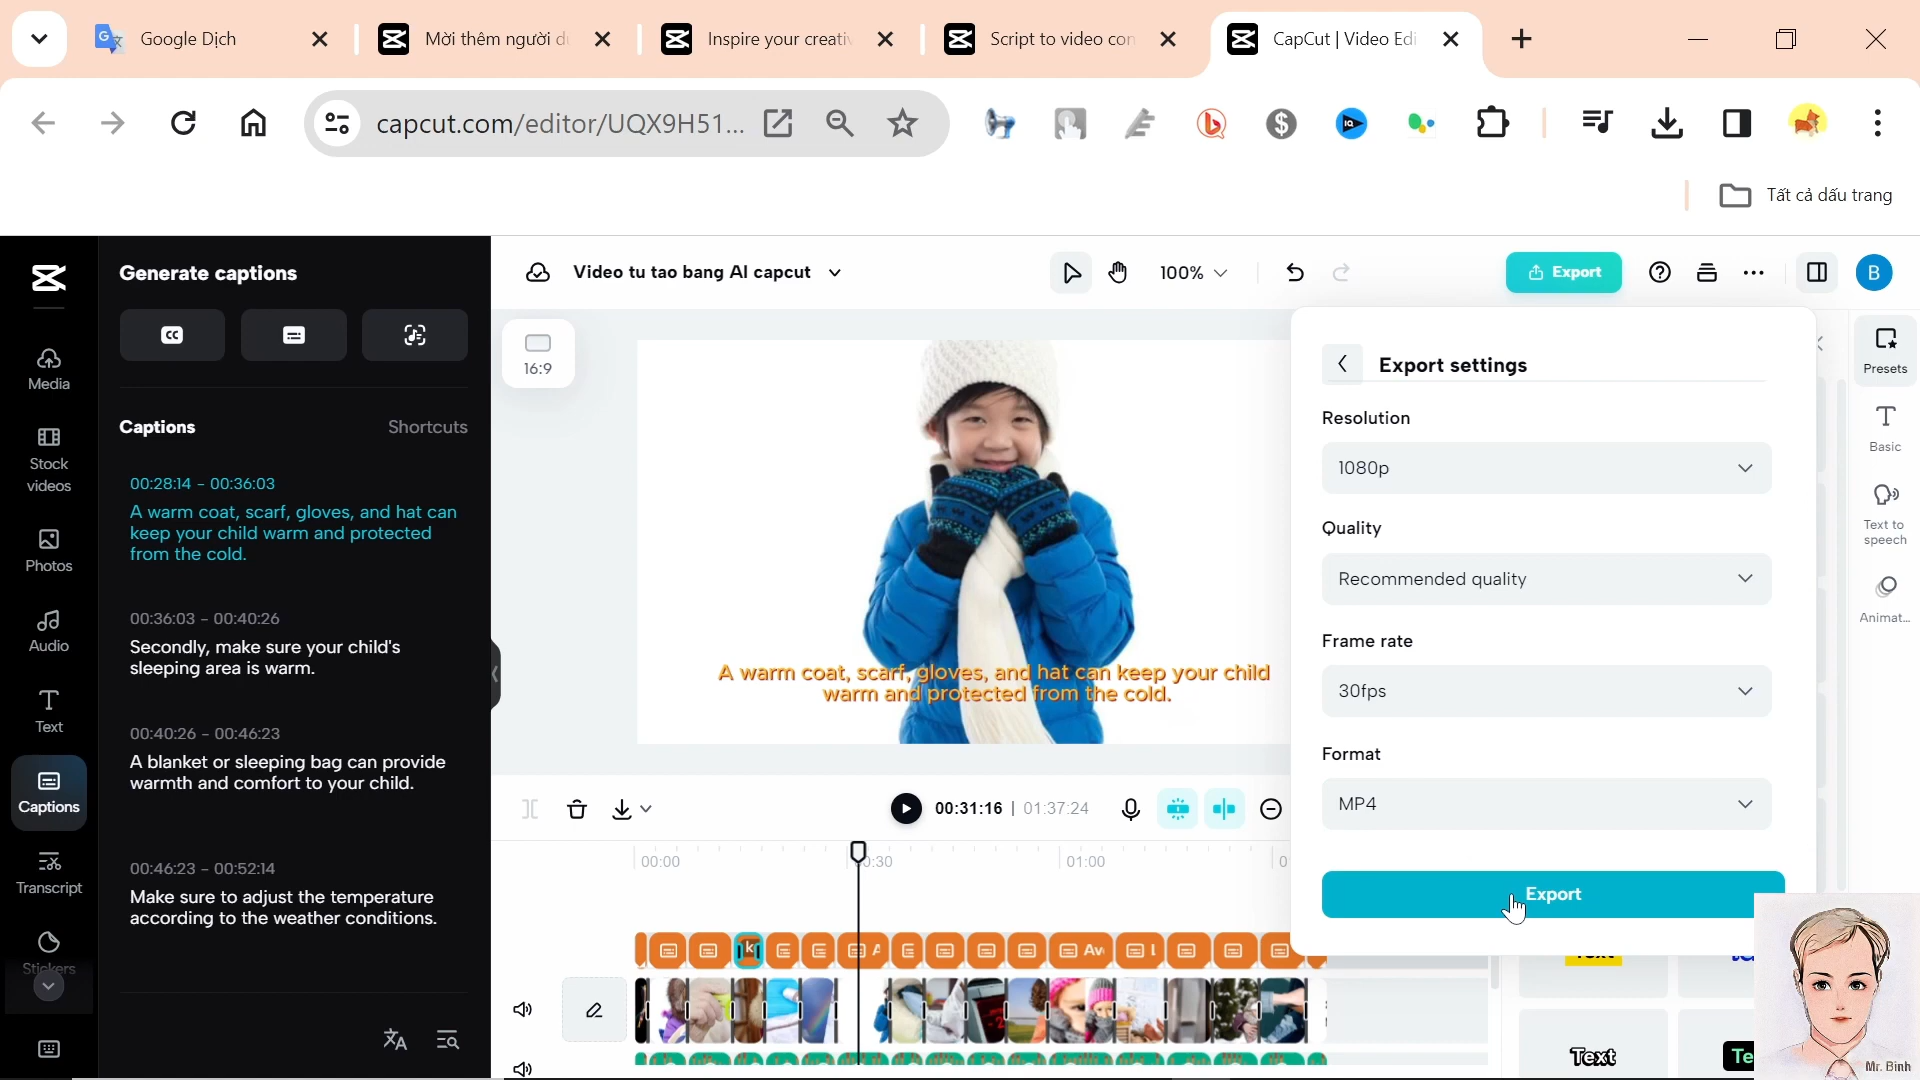 Google Dịch
Mời thêm người d
Inspire your creativ
Script to video con
CapCut | Video Edi
capcut.com/editor/UQX9H51...
Tất cả dấu trang
Generate captions
Captions
Shortcuts
00:28:14 - 00:36:03
A warm coat, scarf, gloves, and hat can
keep your child warm and protected
from the cold.
00:36:03 - 00:40:26
Secondly, make sure your child's
sleeping area is warm.
00:40:26 - 00:46:23
A blanket or sleeping bag can provide
warmth and comfort to your child.
00:46:23 - 00:52:14
Make sure to adjust the temperature
according to the weather conditions.
Media
Stock
videos
Photos
Audio
Text
Captions
Transcript
Stickers
Video tu tao bang AI capcut
100%
Export
B
16:9
A warm coat, scarf, gloves, and hat can keep your child
warm and protected from the cold.
Export settings
Resolution
1080p
Quality
Recommended quality
Frame rate
30fps
Format
MP4
Export
Presets
Basic
Text to
speech
Animat...
00:31:16 | 01:37:24
00:00
0:30
01:00
Av
Text
Te
Mr. Binh